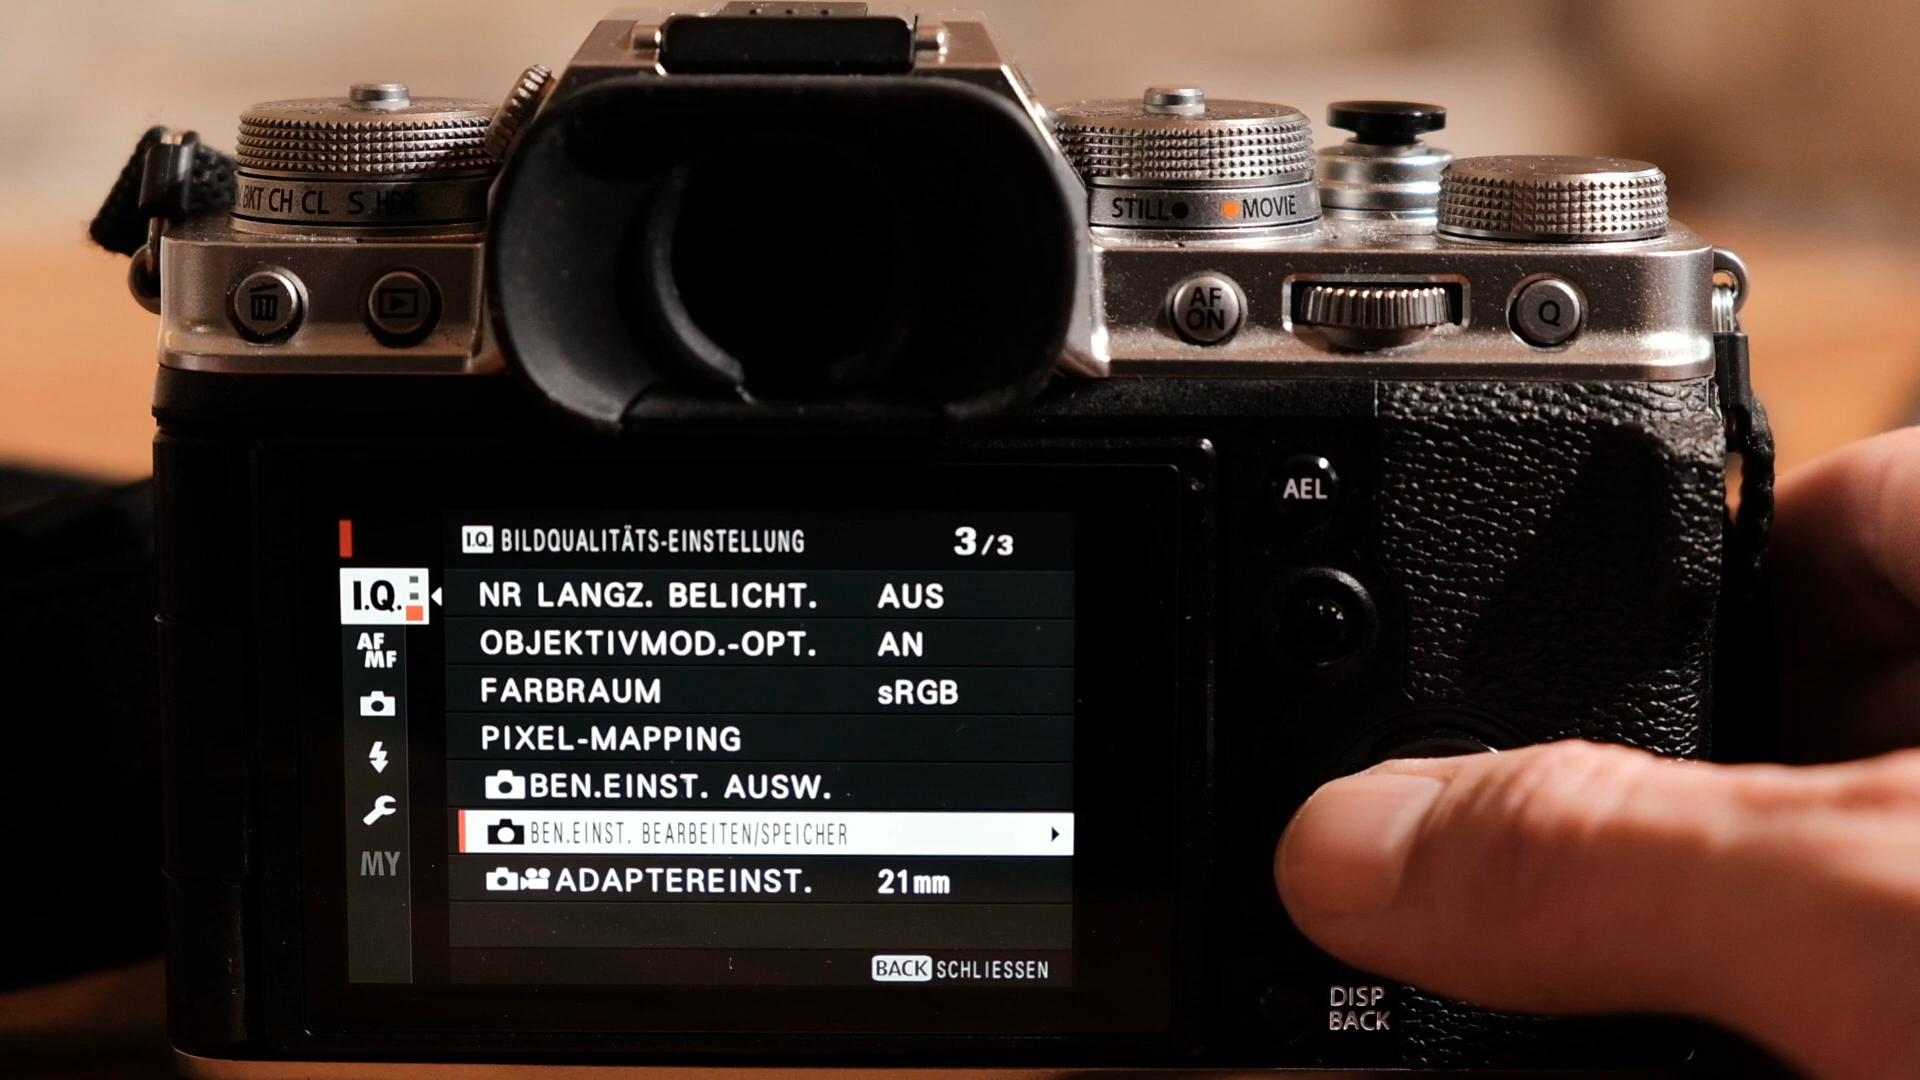 BKT CH CL S HDR
STILL MOVIE
AF
ON
Q
AEL
I.Q. BILDQUALITÄTS-EINSTELLUNG 3/3
I.Q.
NR LANGZ. BELICHT. AUS
OBJEKTIVMOD.-OPT. AN
AF
MF
FARBRAUM sRGB
PIXEL-MAPPING
BEN.EINST. AUSW.
BEN.EINST. BEARBEITEN/SPEICHER
MY
ADAPTEREINST. 21mm
BACK SCHLIESSEN
DISP
BACK